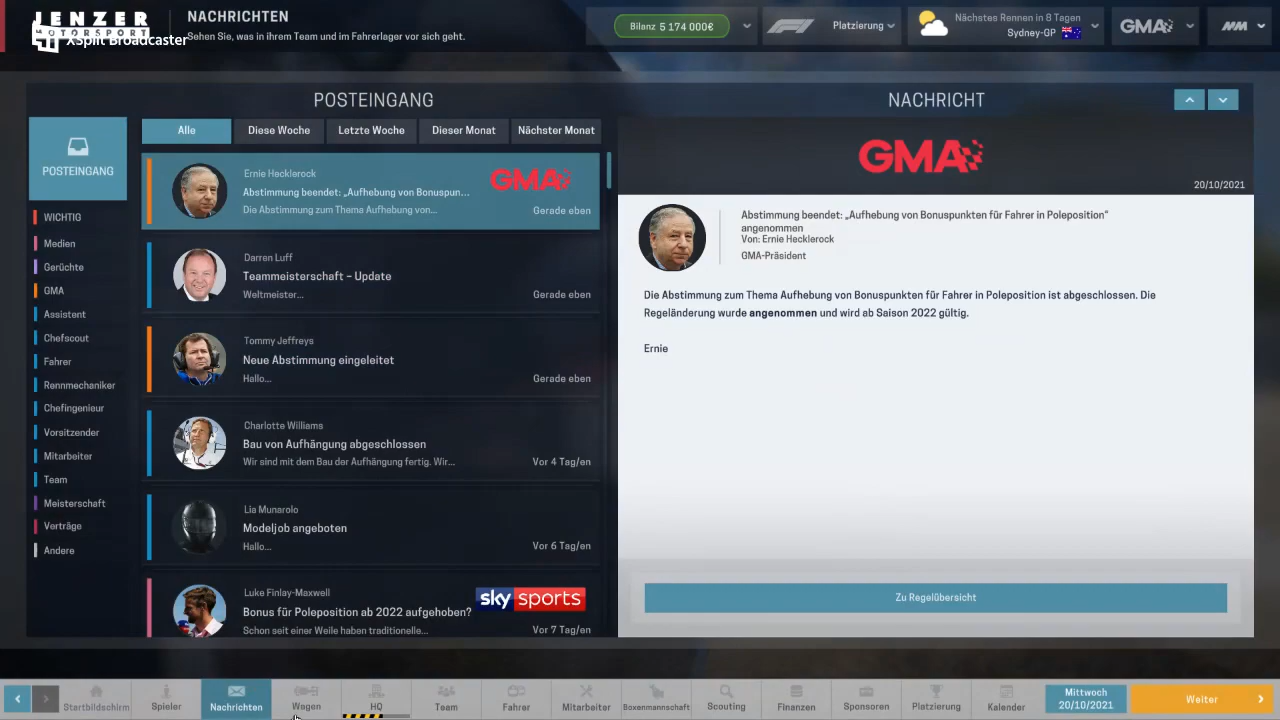 JENZER
MOTORSPORT
XSplit Broadcaster
NACHRICHTEN
Sehen Sie, was in ihrem Team und im Fahrerlager vor sich geht.
Bilanz 5 174 000€
Platzierung
Nächstes Rennen in 8 Tagen
Sydney-GP
GMA
POSTEINGANG
NACHRICHT
POSTEINGANG
WICHTIG
Medien
Gerüchte
GMA
Assistent
Chefscout
Fahrer
Rennmechaniker
Chefingenieur
Vorsitzender
Mitarbeiter
Team
Meisterschaft
Verträge
Andere
Alle
Diese Woche
Letzte Woche
Dieser Monat
Nächster Monat
Ernie Hecklerock
Abstimmung beendet: „Aufhebung von Bonuspun...
Die Abstimmung zum Thema Aufhebung von...
GMA
Gerade eben
Darren Luff
Teammeisterschaft – Update
Weltmeister...
Gerade eben
Tommy Jeffreys
Neue Abstimmung eingeleitet
Hallo...
Gerade eben
Charlotte Williams
Bau von Aufhängung abgeschlossen
Wir sind mit dem Bau der Aufhängung fertig. Wir...
Vor 4 Tag/en
Lia Munarolo
Modeljob angeboten
Hallo...
Vor 6 Tag/en
Luke Finlay-Maxwell
Bonus für Poleposition ab 2022 aufgehoben?
Schon seit einer Weile haben traditionelle...
sky sports
Vor 7 Tag/en
GMA
20/10/2021
Abstimmung beendet: „Aufhebung von Bonuspunkten für Fahrer in Poleposition“
angenommen
Von: Ernie Hecklerock
GMA-Präsident
Die Abstimmung zum Thema Aufhebung von Bonuspunkten für Fahrer in Poleposition ist abgeschlossen. Die
Regeländerung wurde angenommen und wird ab Saison 2022 gültig.
Ernie
Zu Regelübersicht
Startbildschirm
Spieler
Nachrichten
Wagen
HQ
Team
Fahrer
Mitarbeiter
Boxenmannschaft
Scouting
Finanzen
Sponsoren
Platzierung
Kalender
Mittwoch
20/10/2021
Weiter